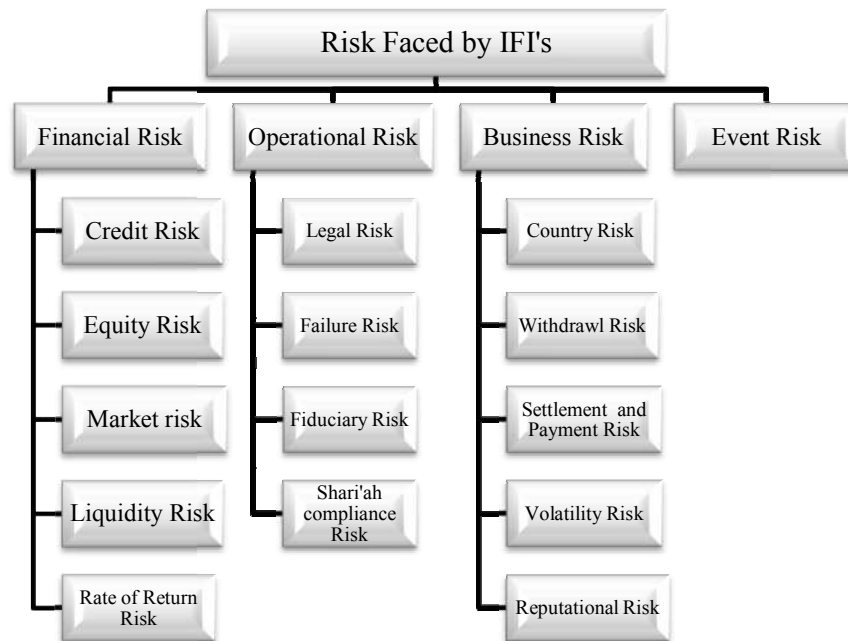 Risk Faced by IFI's
Financial Risk
Operational Risk
Business Risk
Event Risk
Credit Risk
Equity Risk
Market risk
Liquidity Risk
Rate of Return
Risk
Legal Risk
Failure Risk
Fiduciary Risk
Shari'ah
compliance
Risk
Country Risk
Withdrawl Risk
Settlement and
Payment Risk
Volatility Risk
Reputational Risk